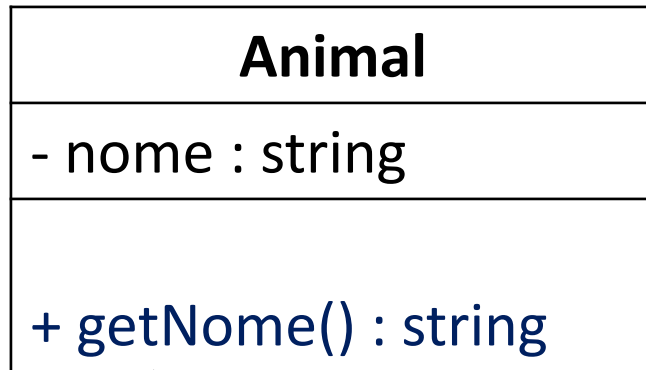 Animal
- nome : string
+ getNome() : string